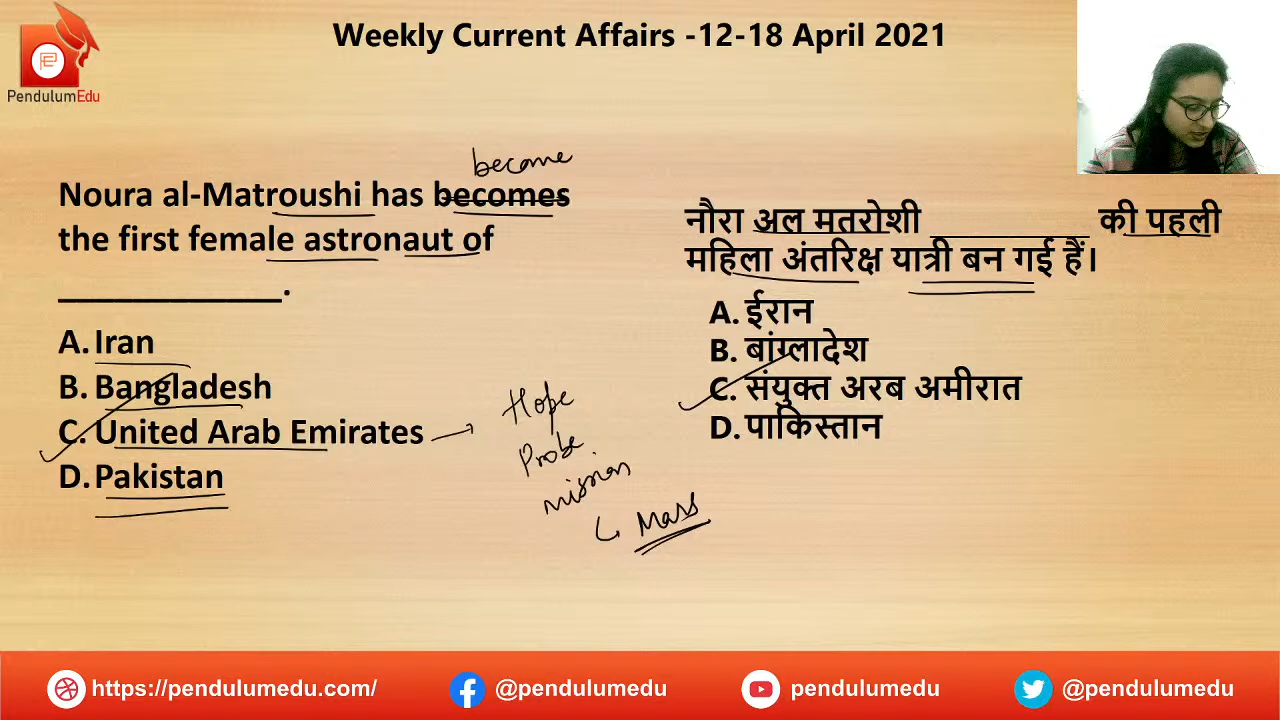 Weekly Current Affairs -12-18 April 2021
PendulumEdu
become
Noura al-Matroushi has becomes
the first female astronaut of
____________.
A. Iran
B. Bangladesh
C. United Arab Emirates
D. Pakistan
Hope
Probe
mission
Mars
नौरा अल मतरोशी __________ की पहली
महिला अंतरिक्ष यात्री बन गई हैं।
A. ईरान
B. बांग्लादेश
C. संयुक्त अरब अमीरात
D. पाकिस्तान
https://pendulumedu.com/
@pendulumedu
pendulumedu
@pendulumedu